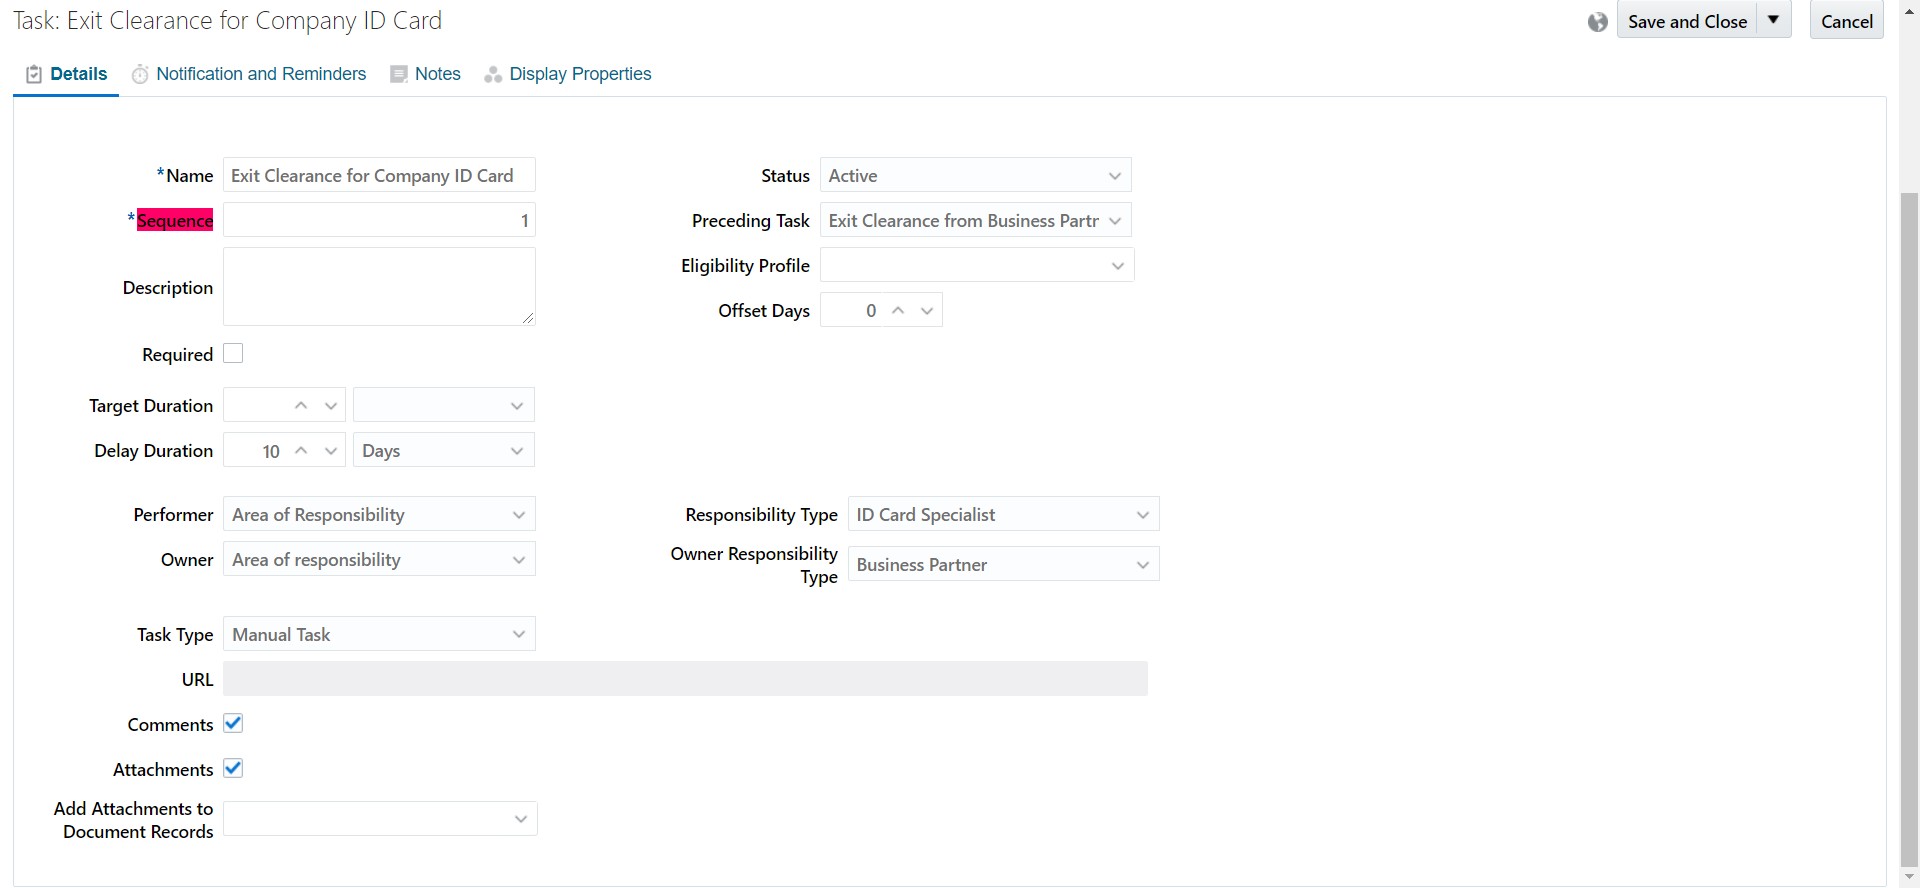 Task: Exit Clearance for Company ID Card
Save and Close
Cancel
Details
Notification and Reminders
Notes
Display Properties
*Name
Exit Clearance for Company ID Card
Status
Active
*Sequence
1
Preceding Task
Exit Clearance from Business Partr
Description
Eligibility Profile
Offset Days
0
Required
Target Duration
Delay Duration
10
Days
Performer
Area of Responsibility
Responsibility Type
ID Card Specialist
Owner
Area of responsibility
Owner Responsibility
Type
Business Partner
Task Type
Manual Task
URL
Comments
Attachments
Add Attachments to
Document Records